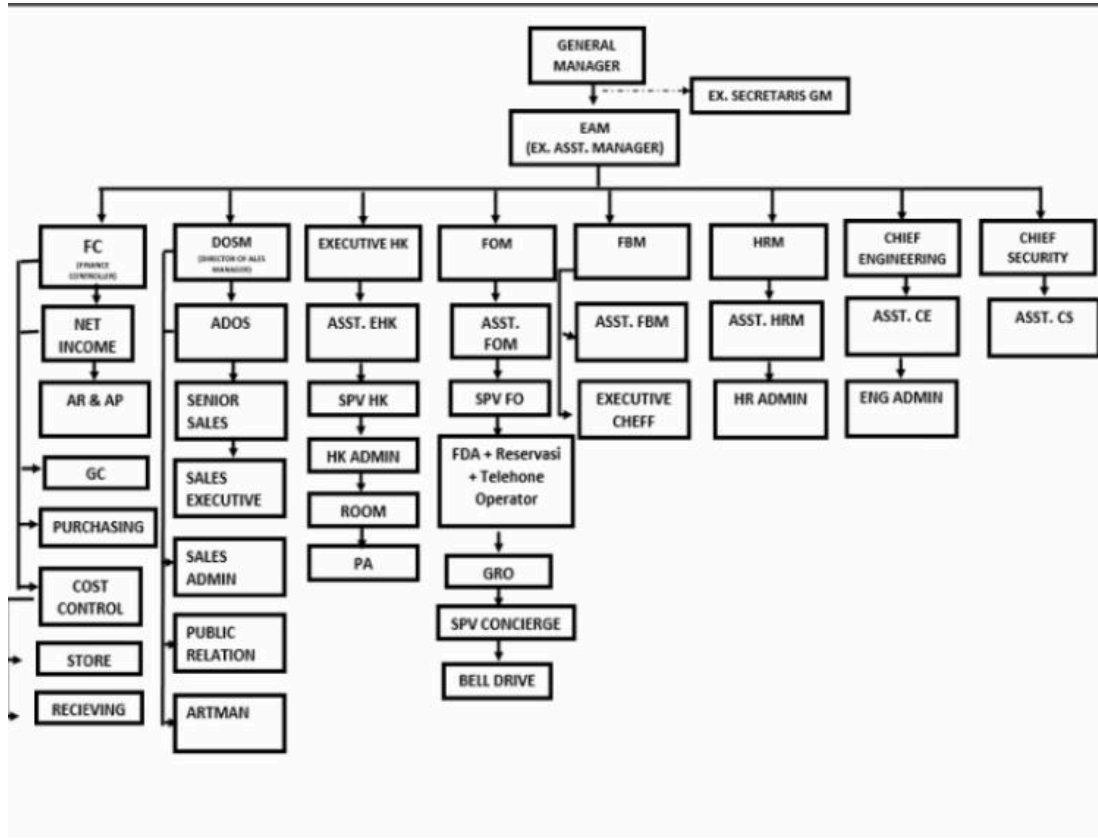 GENERAL
MANAGER
EX. SECRETARIS GM
EAM
(EX. ASST. MANAGER)
FC
(FINANCE
CONTROLLER)
NET
INCOME
AR & AP
GC
PURCHASING
COST
CONTROL
STORE
RECIEVING
DOSM
(DIRECTOR OF ALES
MANAGER)
ADOS
SENIOR
SALES
SALES
EXECUTIVE
SALES
ADMIN
PUBLIC
RELATION
ARTMAN
EXECUTIVE HK
ASST. EHK
SPV HK
HK ADMIN
ROOM
PA
FOM
ASST.
FOM
SPV FO
FDA + Reservasi
+ Telehone
Operator
GRO
SPV CONCIERGE
BELL DRIVE
FBM
ASST. FBM
EXECUTIVE
CHEFF
HRM
ASST. HRM
HR ADMIN
CHIEF
ENGINEERING
ASST. CE
ENG ADMIN
CHIEF
SECURITY
ASST. CS